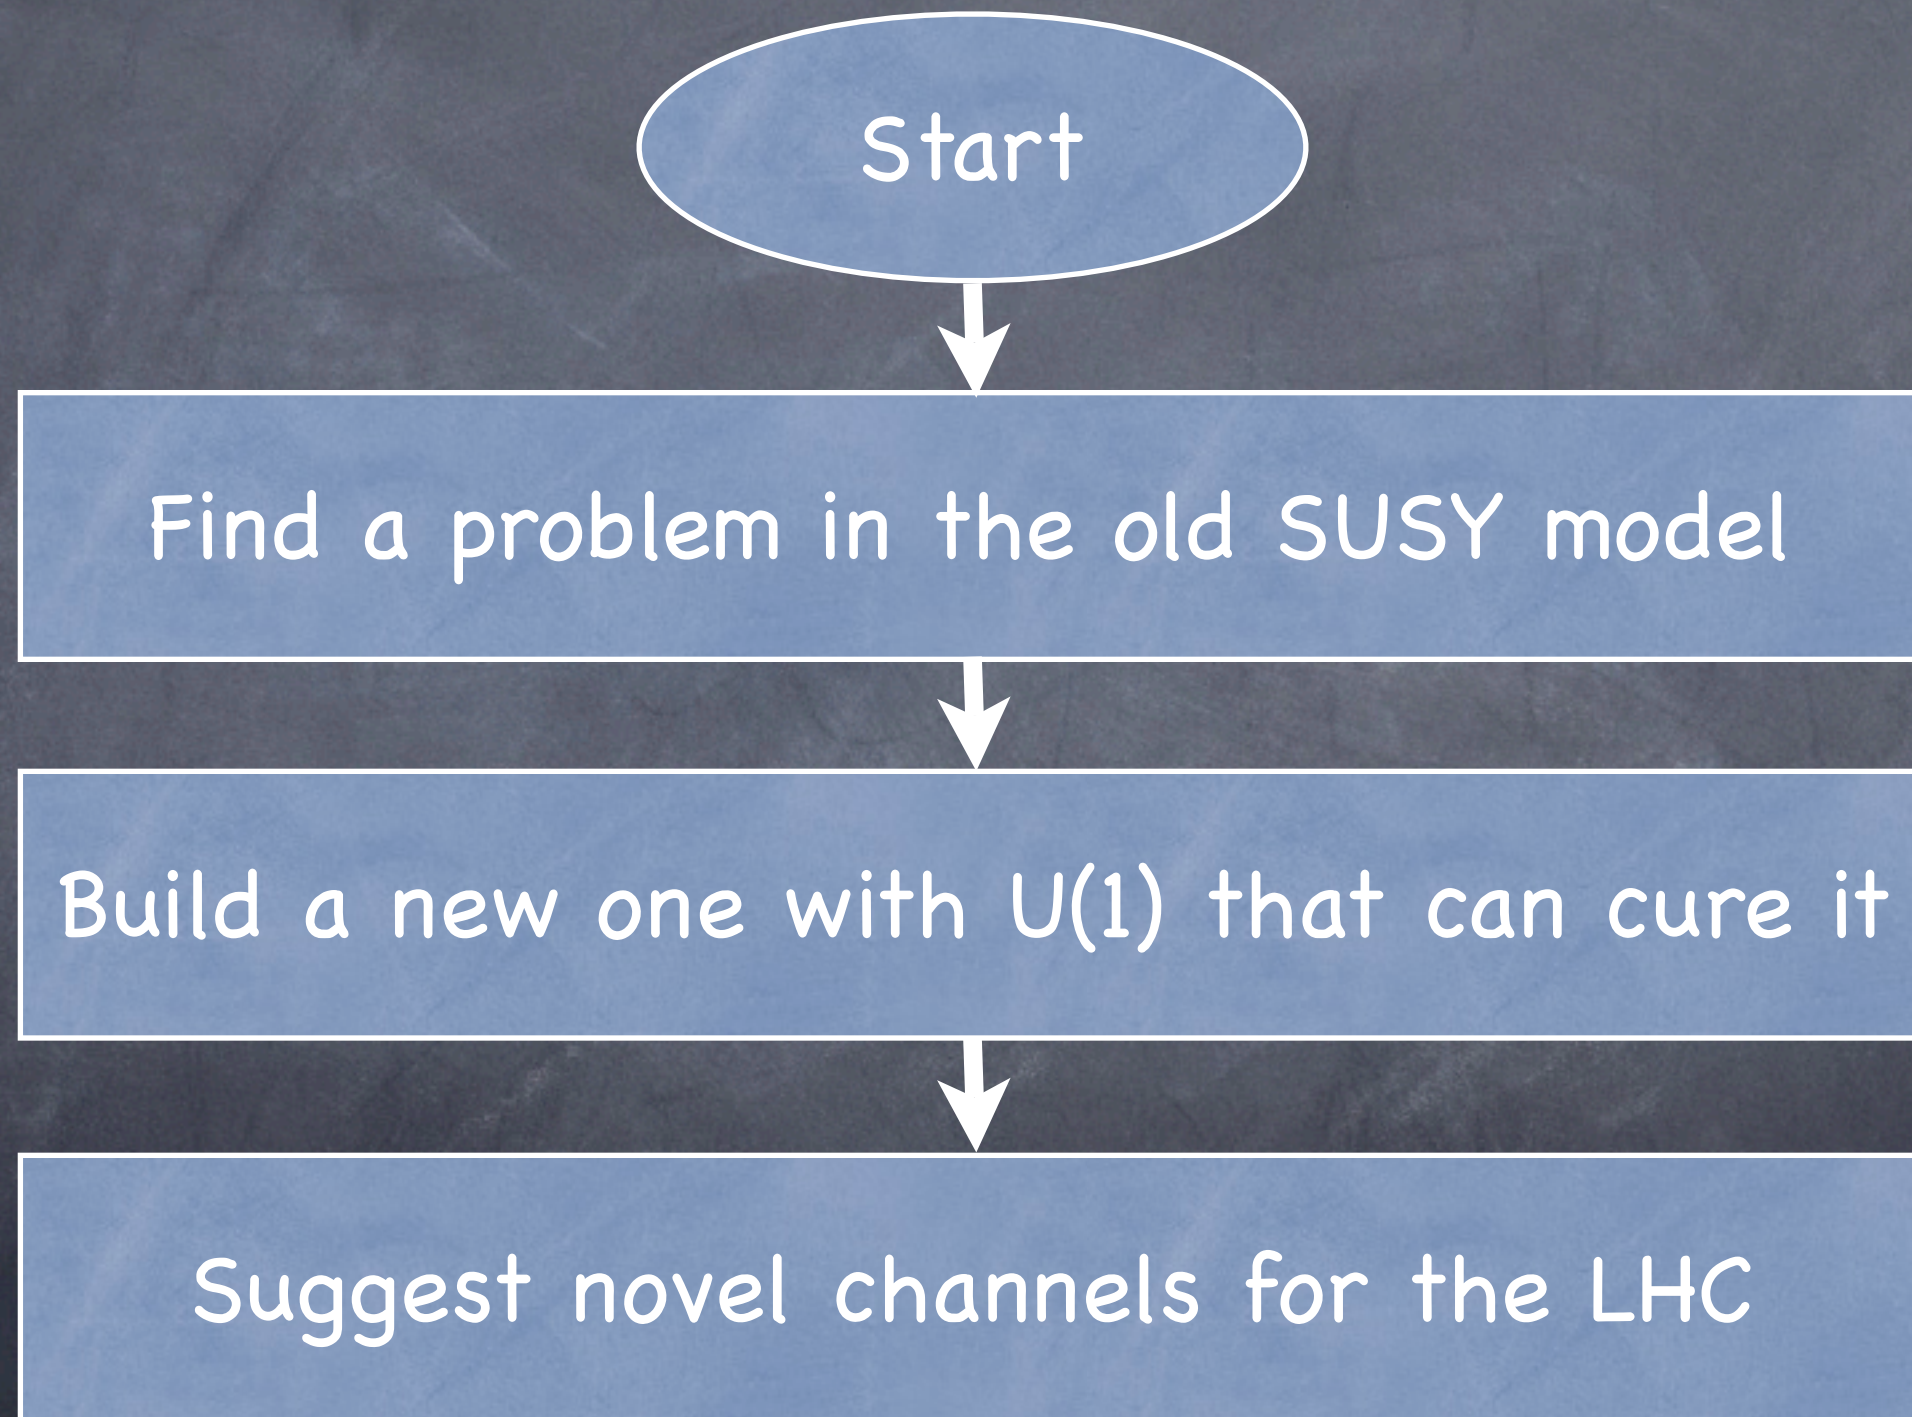 Start
Find a problem in the old SUSY model
Build a new one with U(1) that can cure it
Suggest novel channels for the LHC